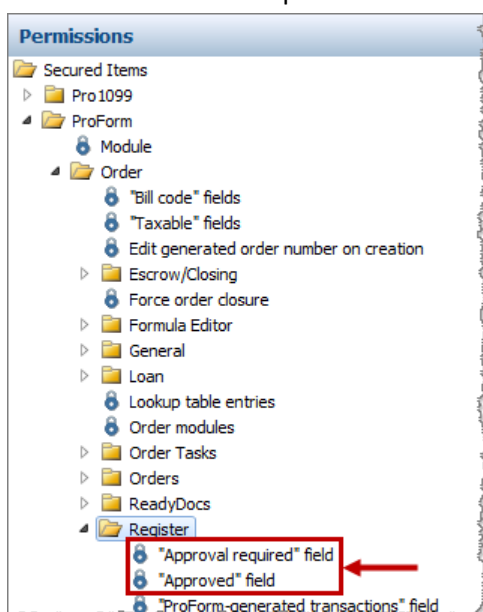 Permissions
Secured Items
Pro1099
ProForm
Module
Order
"Bill code" fields
"Taxable" fields
Edit generated order number on creation
Escrow/Closing
Force order closure
Formula Editor
General
Loan
Lookup table entries
Order modules
Order Tasks
Orders
ReadyDocs
Register
"Approval required" field
"Approved" field
"ProForm-generated transactions" field